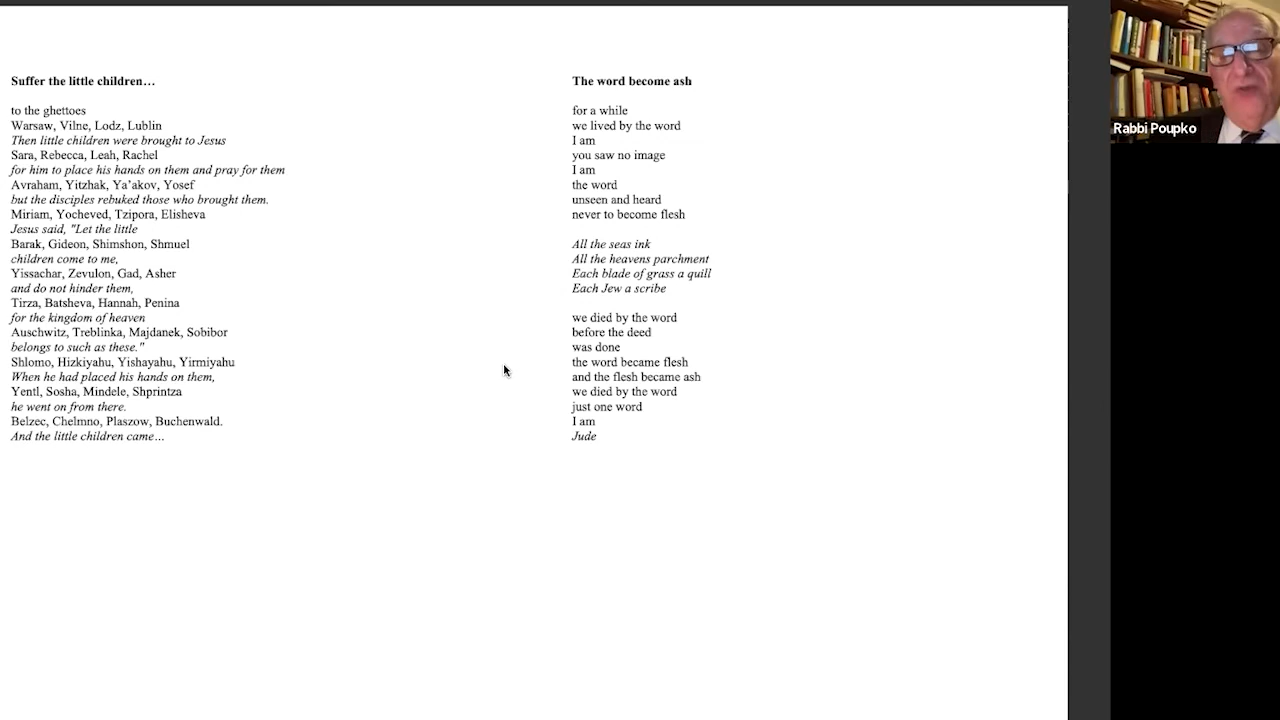 Suffer the little children…
to the ghettoes
Warsaw, Vilne, Lodz, Lublin
Then little children were brought to Jesus
Sara, Rebecca, Leah, Rachel
for him to place his hands on them and pray for them
Avraham, Yitzhak, Ya’akov, Yosef
but the disciples rebuked those who brought them.
Miriam, Yocheved, Tzipora, Elisheva
Jesus said, "Let the little
Barak, Gideon, Shimshon, Shmuel
children come to me,
Yissachar, Zevulon, Gad, Asher
and do not hinder them,
Tirza, Batsheva, Hannah, Penina
for the kingdom of heaven
Auschwitz, Treblinka, Majdanek, Sobibor
belongs to such as these."
Shlomo, Hizkiyahu, Yishayahu, Yirmiyahu
When he had placed his hands on them,
Yentl, Sosha, Mindele, Shprintza
he went on from there.
Belzec, Chelmno, Plaszow, Buchenwald.
And the little children came…
The word become ash
for a while
we lived by the word
I am
you saw no image
I am
the word
unseen and heard
never to become flesh
All the seas ink
All the heavens parchment
Each blade of grass a quill
Each Jew a scribe
we died by the word
before the deed
was done
the word became flesh
and the flesh became ash
we died by the word
just one word
I am
Jude
Rabbi Poupko